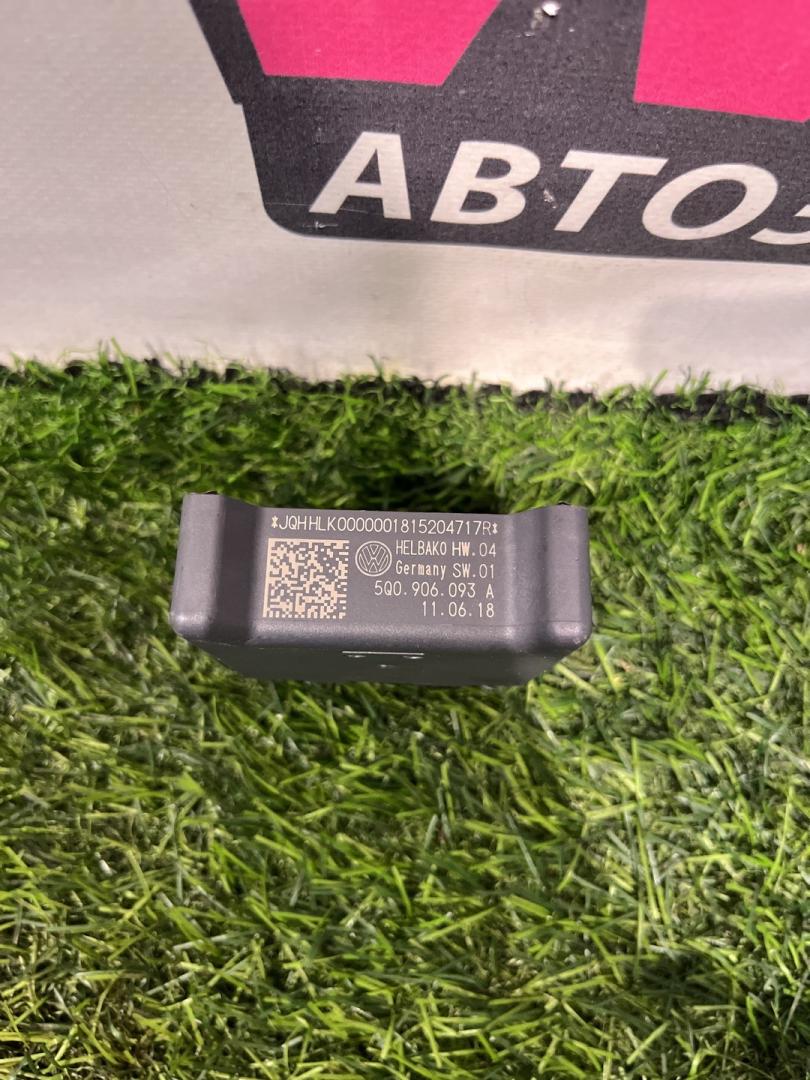 АВТОЗ
*JQHHLK0000001815204717R*
HELBAKO HW.04
Germany SW.01
5Q0.906.093 A
11.06.18